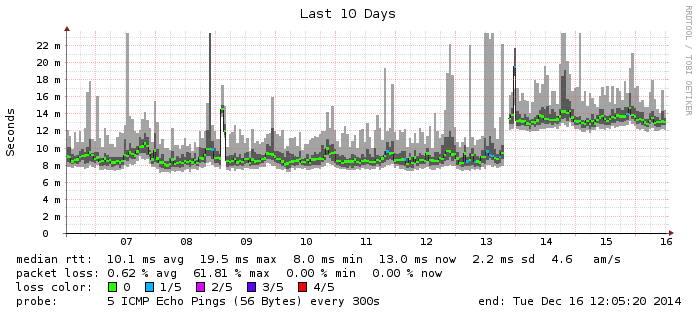 Last 10 Days
RRDTOOL / TOBI OETIKER
Seconds
22 m
20 m
18 m
16 m
14 m
12 m
10 m
8 m
6 m
4 m
2 m
0
07 08 09 10 11 12 13 14 15 16
median rtt: 10.1 ms avg 19.5 ms max 8.0 ms min 13.0 ms now 2.2 ms sd 4.6 am/s
packet loss: 0.62 % avg 61.81 % max 0.00 % min 0.00 % now
loss color: 0 1/5 2/5 3/5 4/5
probe: 5 ICMP Echo Pings (56 Bytes) every 300s end: Tue Dec 16 12:05:20 2014